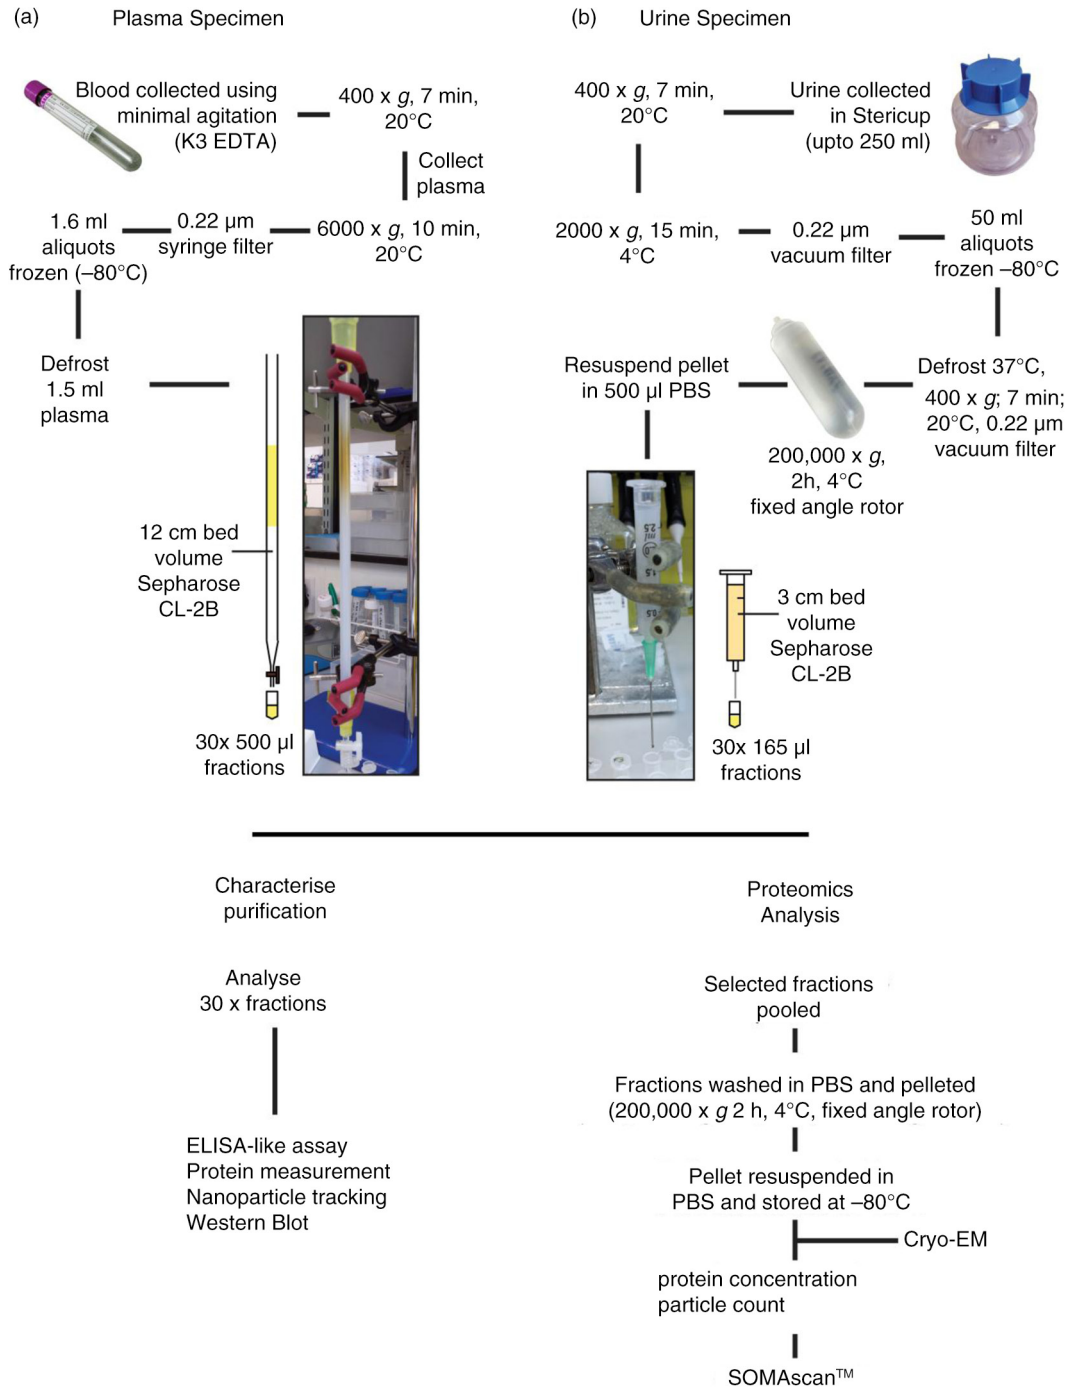 (a) Plasma Specimen
Blood collected using
minimal agitation
(K3 EDTA)
400 x g, 7 min,
20°C
Collect
plasma
6000 x g, 10 min,
20°C
0.22 µm
syringe filter
1.6 ml
aliquots
frozen (–80°C)
Defrost
1.5 ml
plasma
12 cm bed
volume
Sepharose
CL-2B
30x 500 µl
fractions
(b) Urine Specimen
Urine collected
in Stericup
(upto 250 ml)
400 x g, 7 min,
20°C
2000 x g, 15 min,
4°C
0.22 µm
vacuum filter
50 ml
aliquots
frozen –80°C
Defrost 37°C,
400 x g; 7 min;
20°C, 0.22 µm
vacuum filter
200,000 x g,
2h, 4°C
fixed angle rotor
Resuspend pellet
in 500 µl PBS
2.5
ml
1.5
0.5
3 cm bed
volume
Sepharose
CL-2B
30x 165 µl
fractions
Characterise
purification
Analyse
30 x fractions
ELISA-like assay
Protein measurement
Nanoparticle tracking
Western Blot
Proteomics
Analysis
Selected fractions
pooled
Fractions washed in PBS and pelleted
(200,000 x g 2 h, 4°C, fixed angle rotor)
Pellet resuspended in
PBS and stored at –80°C
Cryo-EM
protein concentration
particle count
SOMAscan™